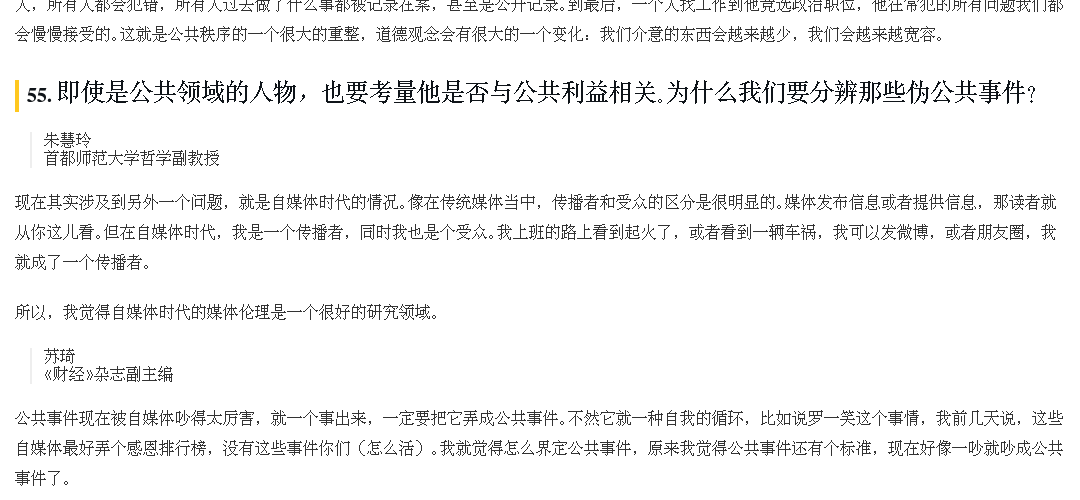 人，所有人都会犯错，所有人过去做了什么事都被记录在案，甚至是公开记录。到最后，一个人找工作到他竞选政治职位，他往常犯的所有问题我们都
会慢慢接受的。这就是公共秩序的一个很大的重整，道德观念会有很大的一个变化：我们介意的东西会越来越少，我们会越来越宽容。
55. 即使是公共领域的人物，也要考量他是否与公共利益相关。为什么我们要分辨那些伪公共事件？
朱慧玲
首都师范大学哲学副教授
现在其实涉及到另外一个问题，就是自媒体时代的情况。像在传统媒体当中，传播者和受众的区分是很明显的。媒体发布信息或者提供信息，那读者就
从你这儿看。但在自媒体时代，我是一个传播者，同时我也是个受众。我上班的路上看到起火了，或者看到一辆车祸，我可以发微博，或者朋友圈，我
就成了一个传播者。
所以，我觉得自媒体时代的媒体伦理是一个很好的研究领域。
苏琦
《财经》杂志副主编
公共事件现在被自媒体吵得太厉害，就一个事出来，一定要把它弄成公共事件。不然它就一种自我的循环，比如说罗一笑这个事情，我前几天说，这些
自媒体最好弄个感恩排行榜，没有这些事件你们（怎么活）。我就觉得怎么界定公共事件，原来我觉得公共事件还有个标准，现在好像一吵就吵成公共
事件了。